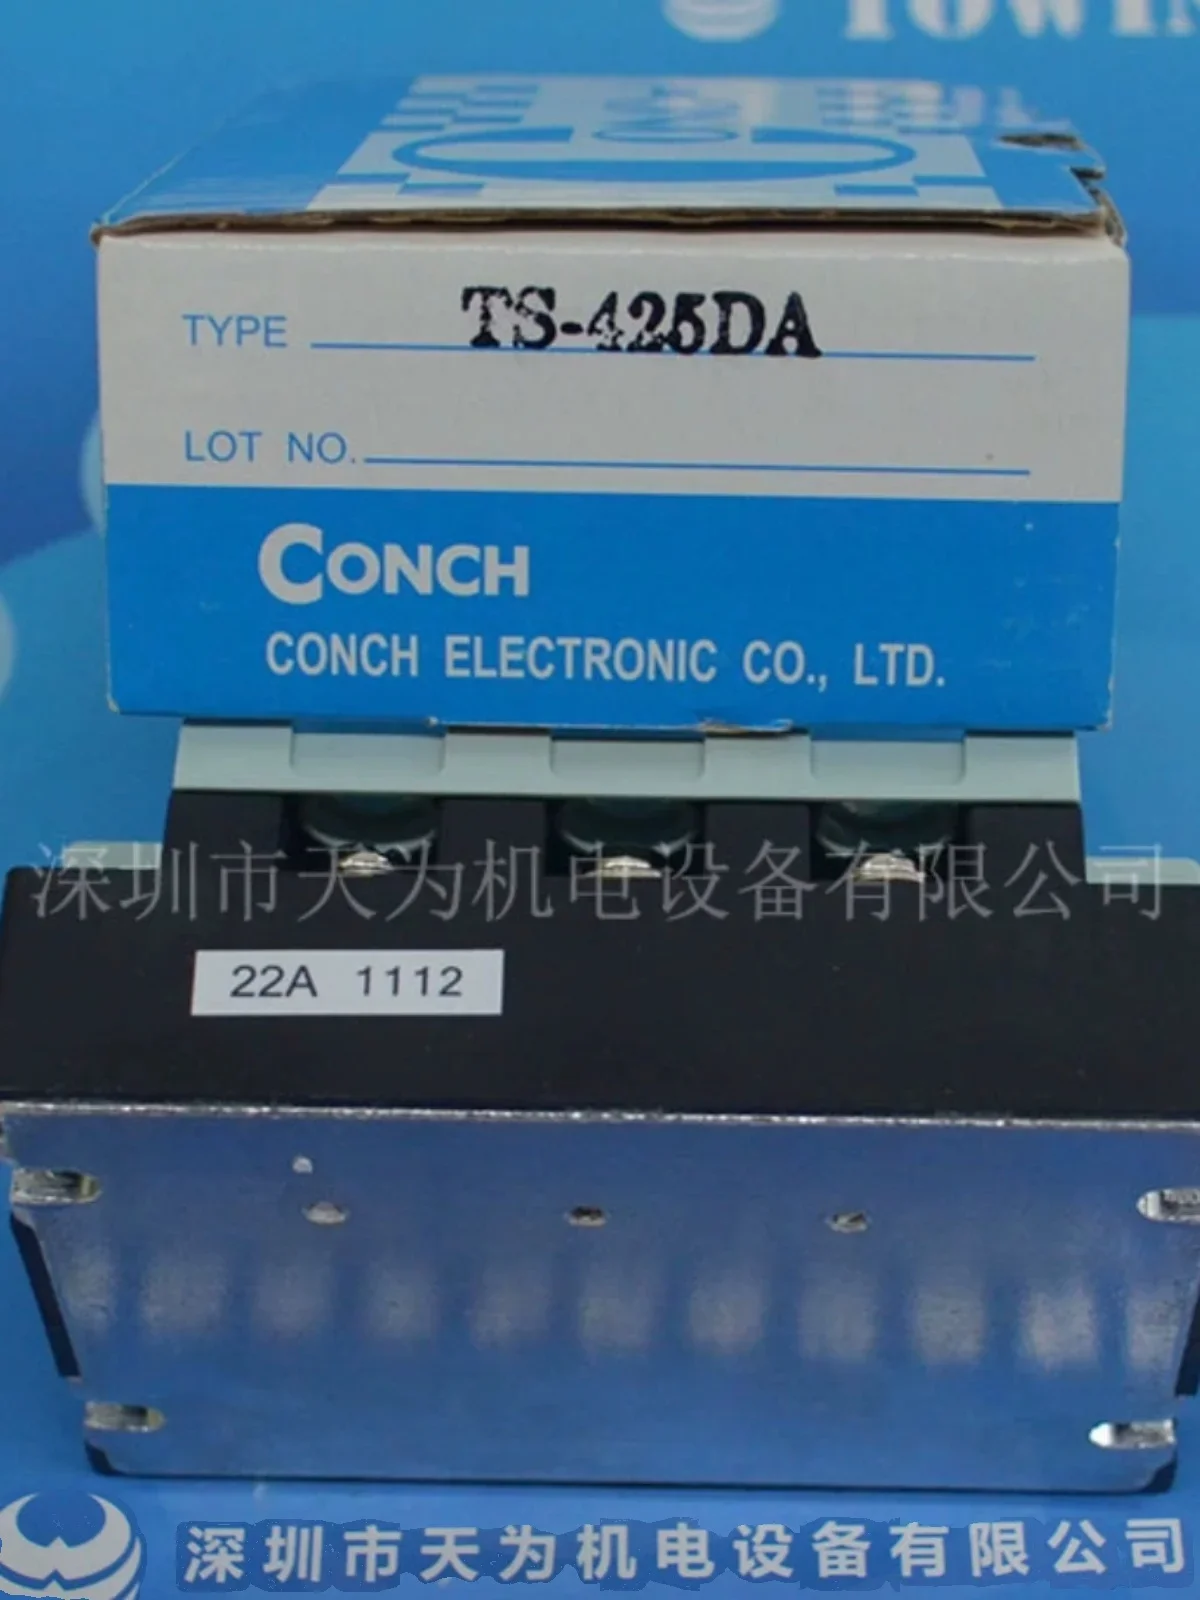 TOWIN
TYPE TS-425DA
LOT NO.
CONCH
CONCH ELECTRONIC CO., LTD.
深圳市天为机电设备有限公司
22A 1112
深圳市天为机电设备有限公司